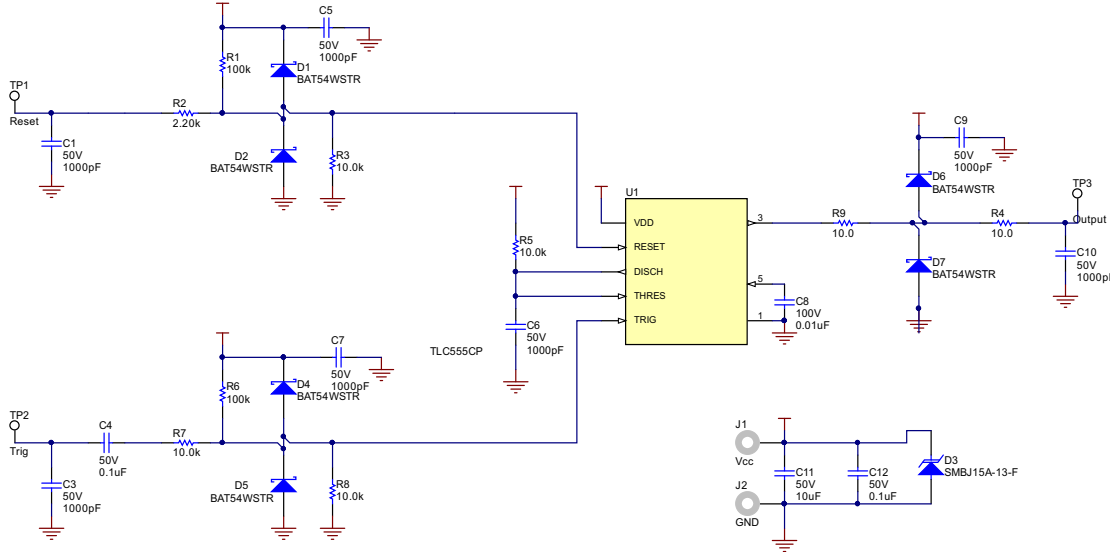 C5
50V
1000pF
R1
100k
D1
BAT54WSTR
TP1
Reset
R2
2.20k
C1
50V
1000pF
D2
BAT54WSTR
R3
10.0k
C9
50V
1000pF
D6
BAT54WSTR
TP3
Output
R9
10.0
R4
10.0
D7
BAT54WSTR
C10
50V
1000pF
U1
VDD
RESET
DISCH
THRES
TRIG
3
5
1
R5
10.0k
C6
50V
1000pF
TLC555CP
C8
100V
0.01uF
C7
50V
1000pF
R6
100k
D4
BAT54WSTR
TP2
Trig
C4
50V
0.1uF
R7
10.0k
C3
50V
1000pF
D5
BAT54WSTR
R8
10.0k
J1
Vcc
J2
GND
C11
50V
10uF
C12
50V
0.1uF
D3
SMBJ15A-13-F